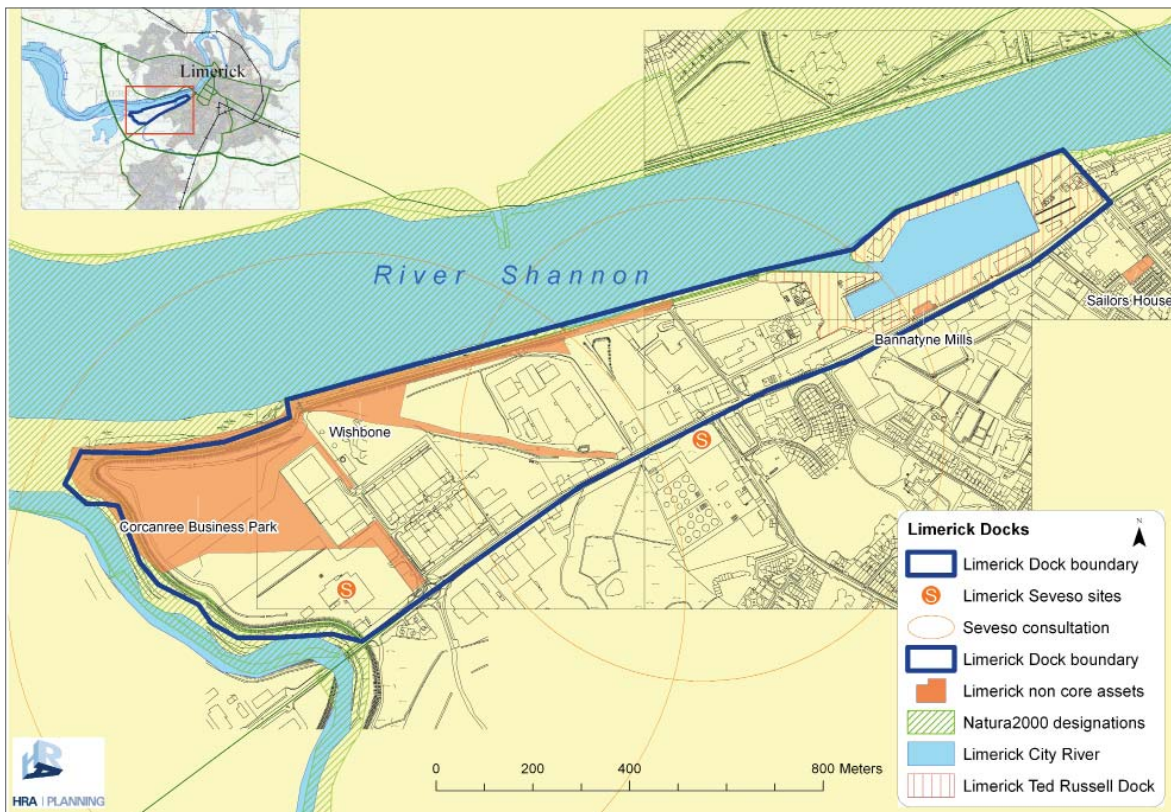 Limerick
River Shannon
Sailors House
Bannatyne Mills
Wishbone
Corcanree Business Park
S
S
Limerick Docks
N
Limerick Dock boundary
S Limerick Seveso sites
Seveso consultation
Limerick Dock boundary
Limerick non core assets
Natura2000 designations
Limerick City River
Limerick Ted Russell Dock
0 200 400 800 Meters
HR
HRA | PLANNING